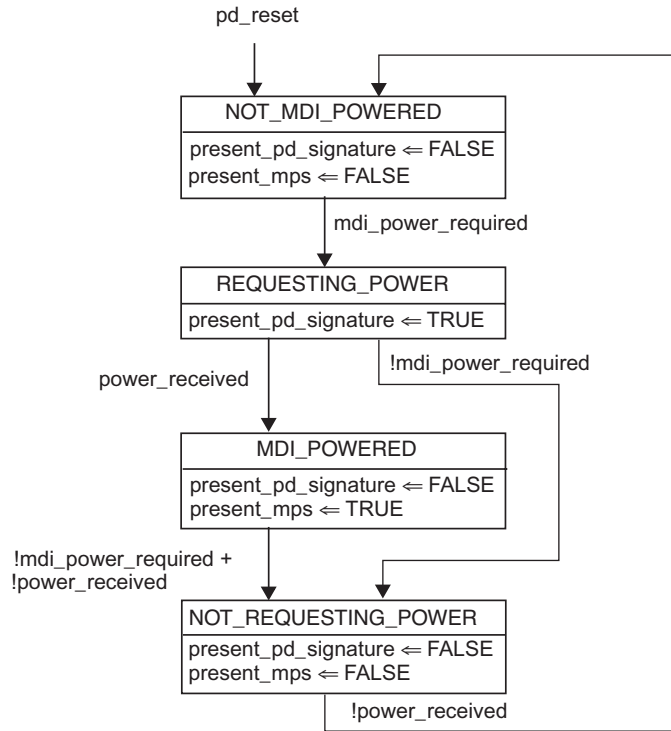 pd_reset
NOT_MDI_POWERED
present_pd_signature ⇐ FALSE
present_mps ⇐ FALSE
mdi_power_required
REQUESTING_POWER
present_pd_signature ⇐ TRUE
!mdi_power_required
power_received
MDI_POWERED
present_pd_signature ⇐ FALSE
present_mps ⇐ TRUE
!mdi_power_required +
!power_received
NOT_REQUESTING_POWER
present_pd_signature ⇐ FALSE
present_mps ⇐ FALSE
!power_received